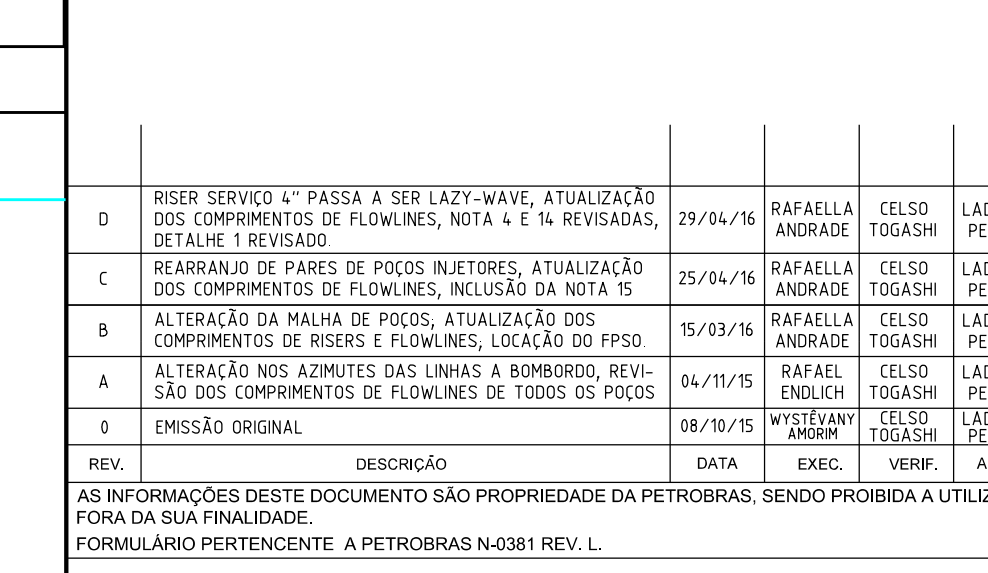 D RISER SERVIÇO 4" PASSA A SER LAZY-WAVE, ATUALIZAÇÃO DOS COMPRIMENTOS DE FLOWLINES, NOTA 4 E 14 REVISADAS, DETALHE 1 REVISADO. 29/04/16 RAFAELLA ANDRADE CELSO TOGASHI
C REARRANJO DE PARES DE POÇOS INJETORES, ATUALIZAÇÃO DOS COMPRIMENTOS DE FLOWLINES, INCLUSÃO DA NOTA 15 25/04/16 RAFAELLA ANDRADE CELSO TOGASHI
B ALTERAÇÃO DA MALHA DE POÇOS; ATUALIZAÇÃO DOS COMPRIMENTOS DE RISERS E FLOWLINES; LOCAÇÃO DO FPSO. 15/03/16 RAFAELLA ANDRADE CELSO TOGASHI
A ALTERAÇÃO NOS AZIMUTES DAS LINHAS A BOMBORDO, REVI-SÃO DOS COMPRIMENTOS DE FLOWLINES DE TODOS OS POÇOS 04/11/15 RAFAEL ENDLICH CELSO TOGASHI
0 EMISSÃO ORIGINAL 08/10/15 WYSTÊVANY AMORIM CELSO TOGASHI
REV. DESCRIÇÃO DATA EXEC. VERIF.
AS INFORMAÇÕES DESTE DOCUMENTO SÃO PROPRIEDADE DA PETROBRAS, SENDO PROIBIDA A
FORA DA SUA FINALIDADE.
FORMULÁRIO PERTENCENTE A PETROBRAS N-0381 REV. L.